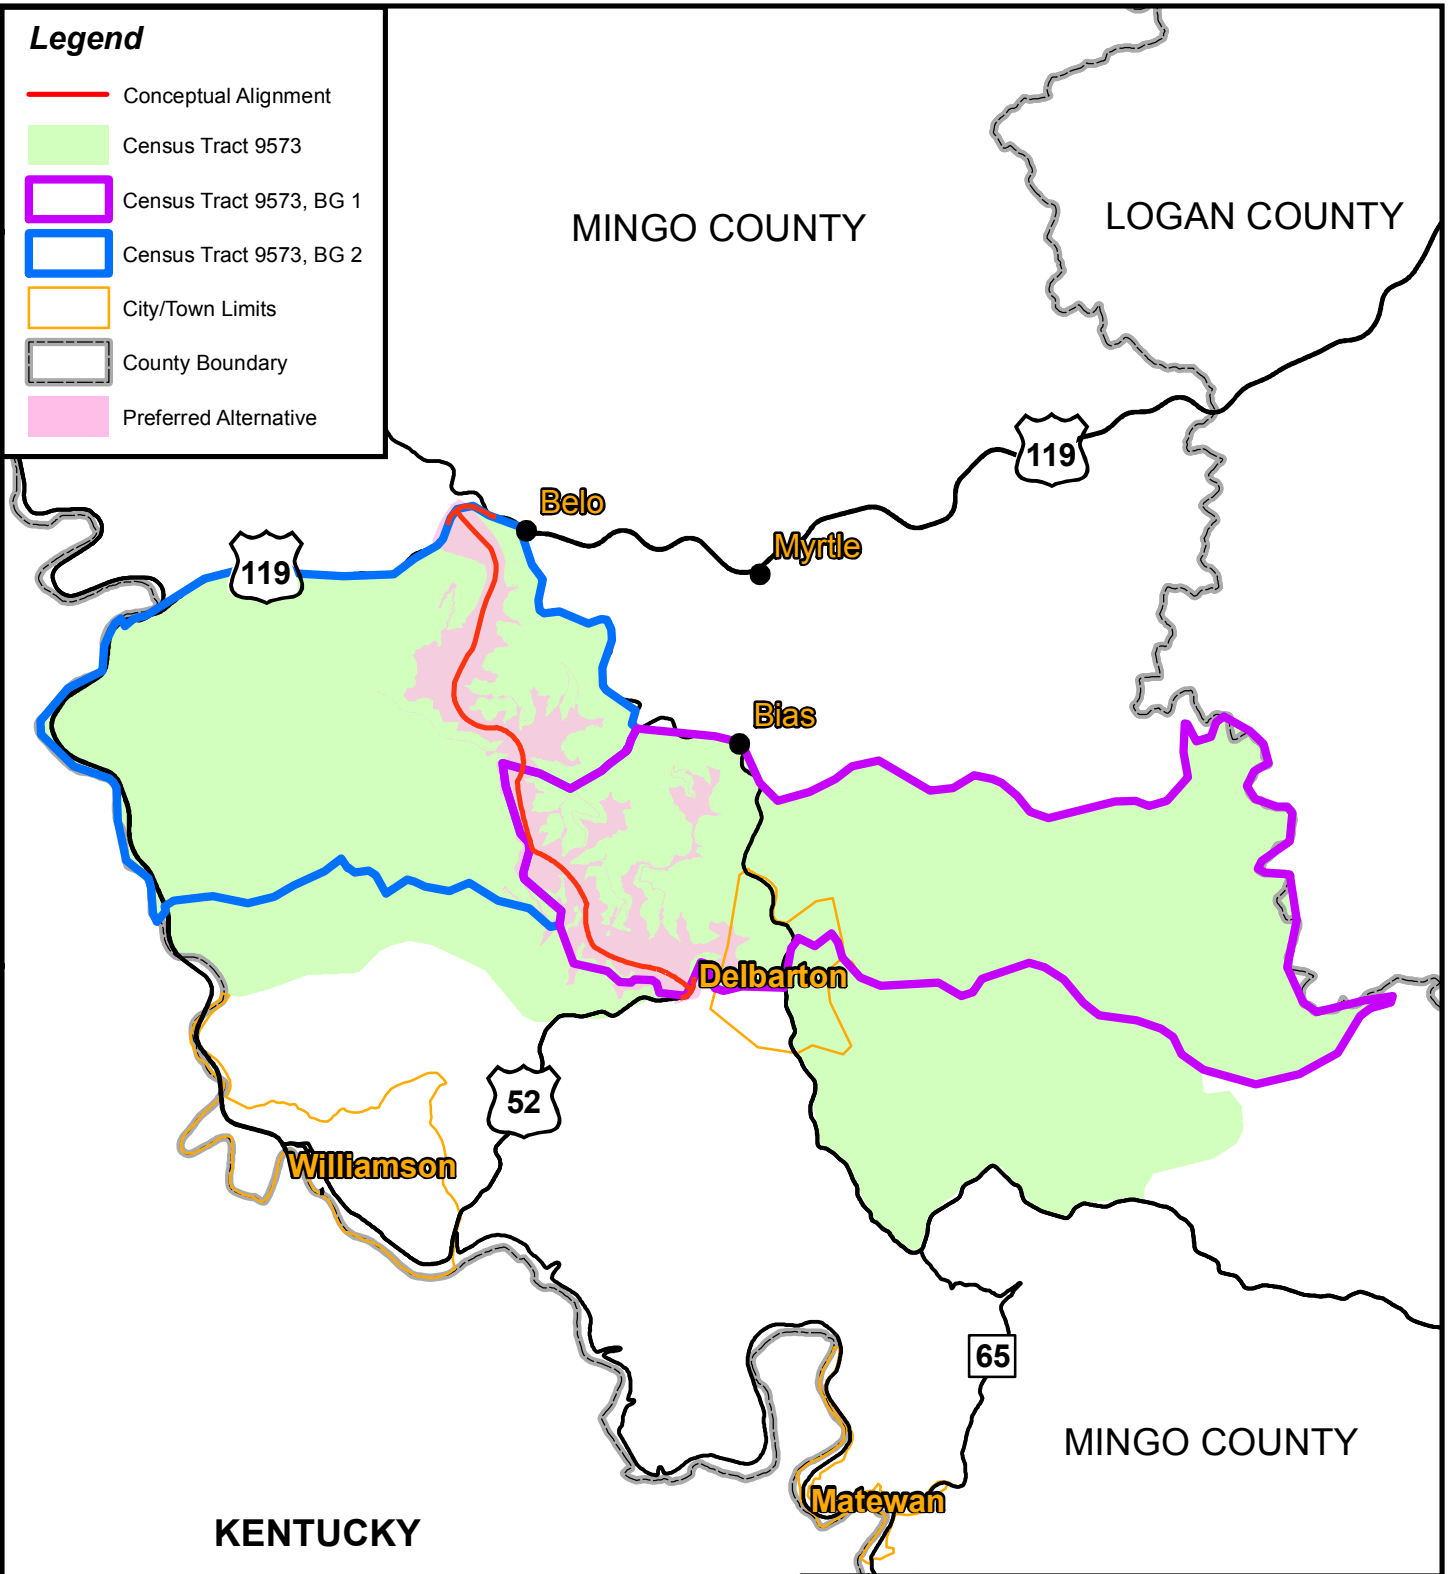 Legend
Conceptual Alignment
Census Tract 9573
Census Tract 9573, BG 1
Census Tract 9573, BG 2
City/Town Limits
County Boundary
Preferred Alternative
MINGO COUNTY
LOGAN COUNTY
119
Belo
Myrtle
119
Bias
Delbarton
52
Williamson
65
MINGO COUNTY
Matewan
KENTUCKY